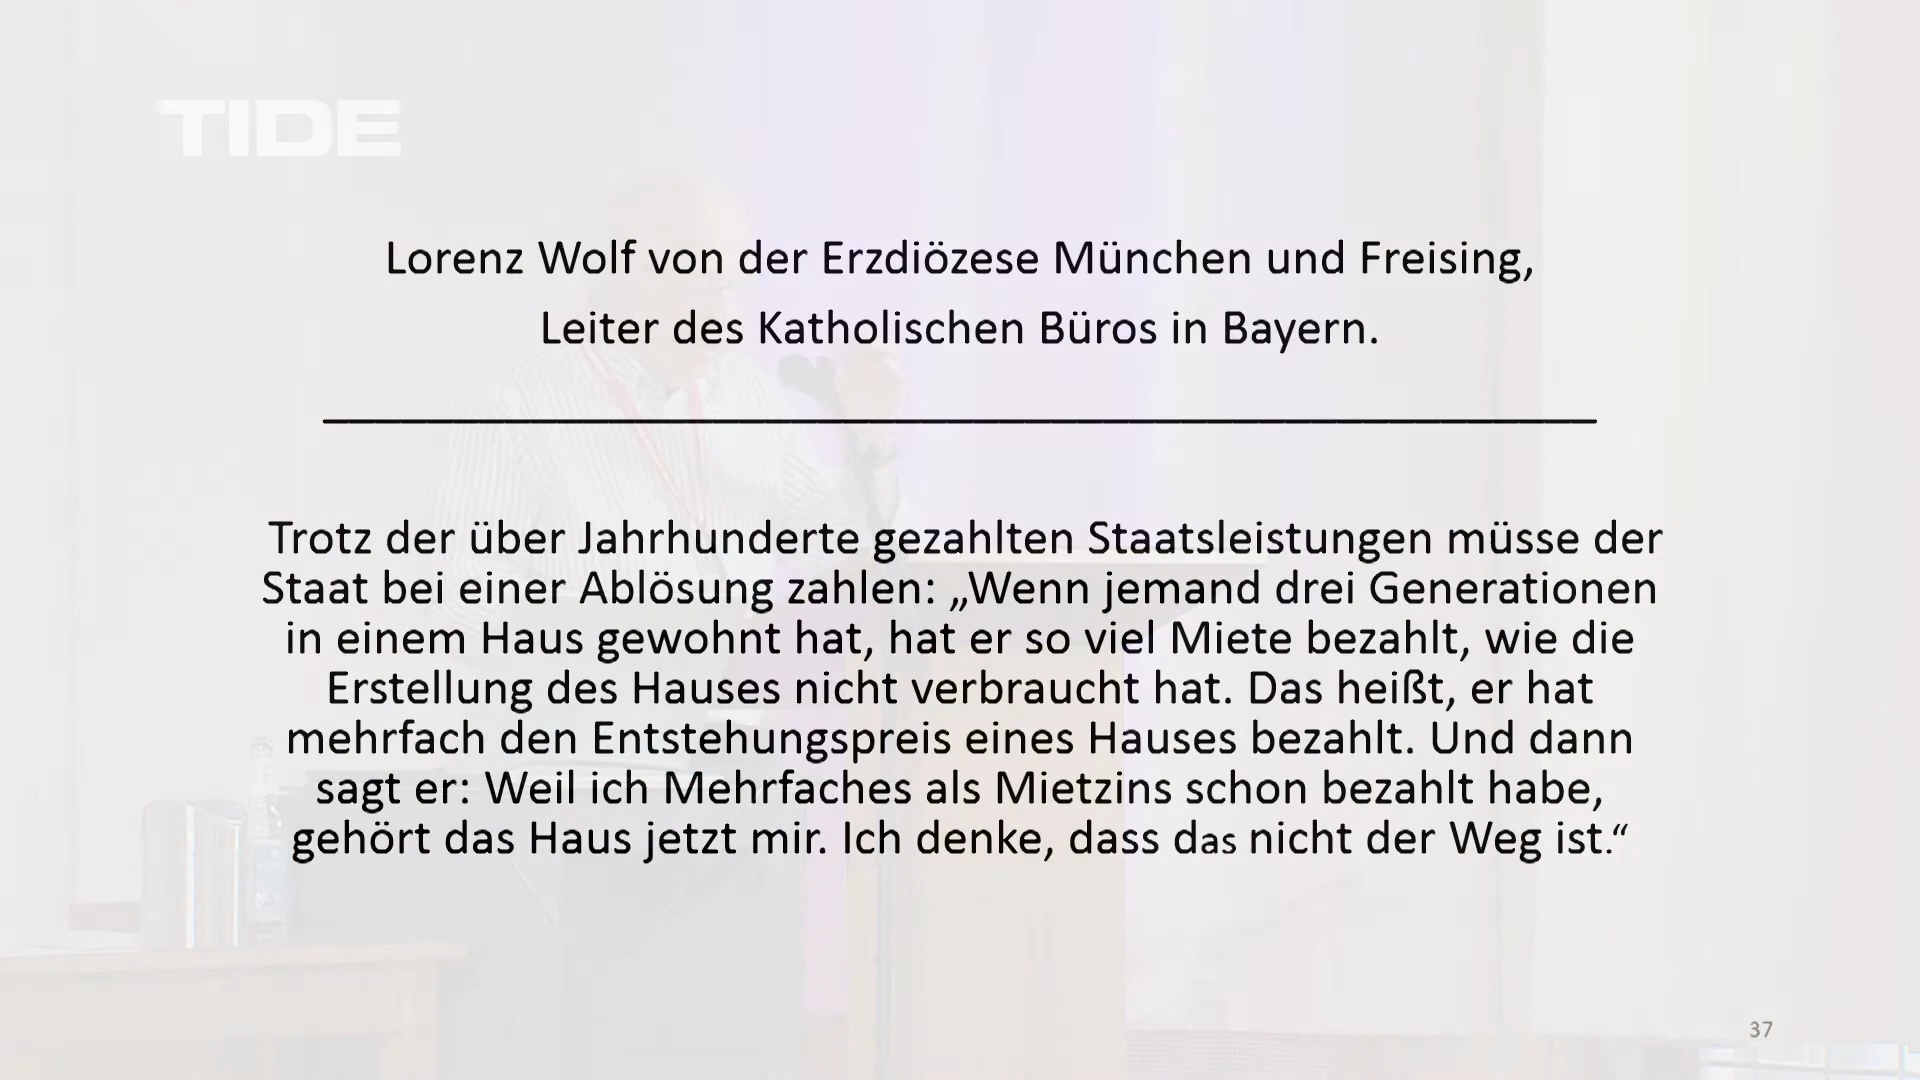 TIDE
Lorenz Wolf von der Erzdiözese München und Freising,
Leiter des Katholischen Büros in Bayern.
Trotz der über Jahrhunderte gezahlten Staatsleistungen müsse der
Staat bei einer Ablösung zahlen: „Wenn jemand drei Generationen
in einem Haus gewohnt hat, hat er so viel Miete bezahlt, wie die
Erstellung des Hauses nicht verbraucht hat. Das heißt, er hat
mehrfach den Entstehungspreis eines Hauses bezahlt. Und dann
sagt er: Weil ich Mehrfaches als Mietzins schon bezahlt habe,
gehört das Haus jetzt mir. Ich denke, dass das nicht der Weg ist.“
37